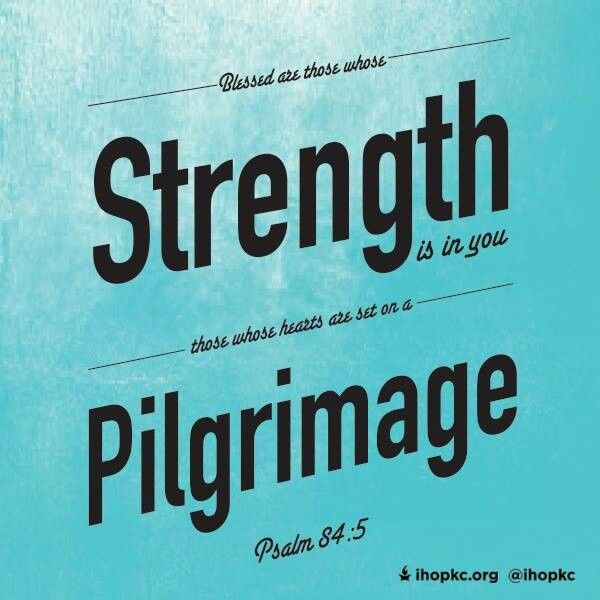 Blessed are those whose
Strength
is in you
those whose hearts are set on a
Pilgrimage
Psalm 84:5
ihopkc.org @ihopkc